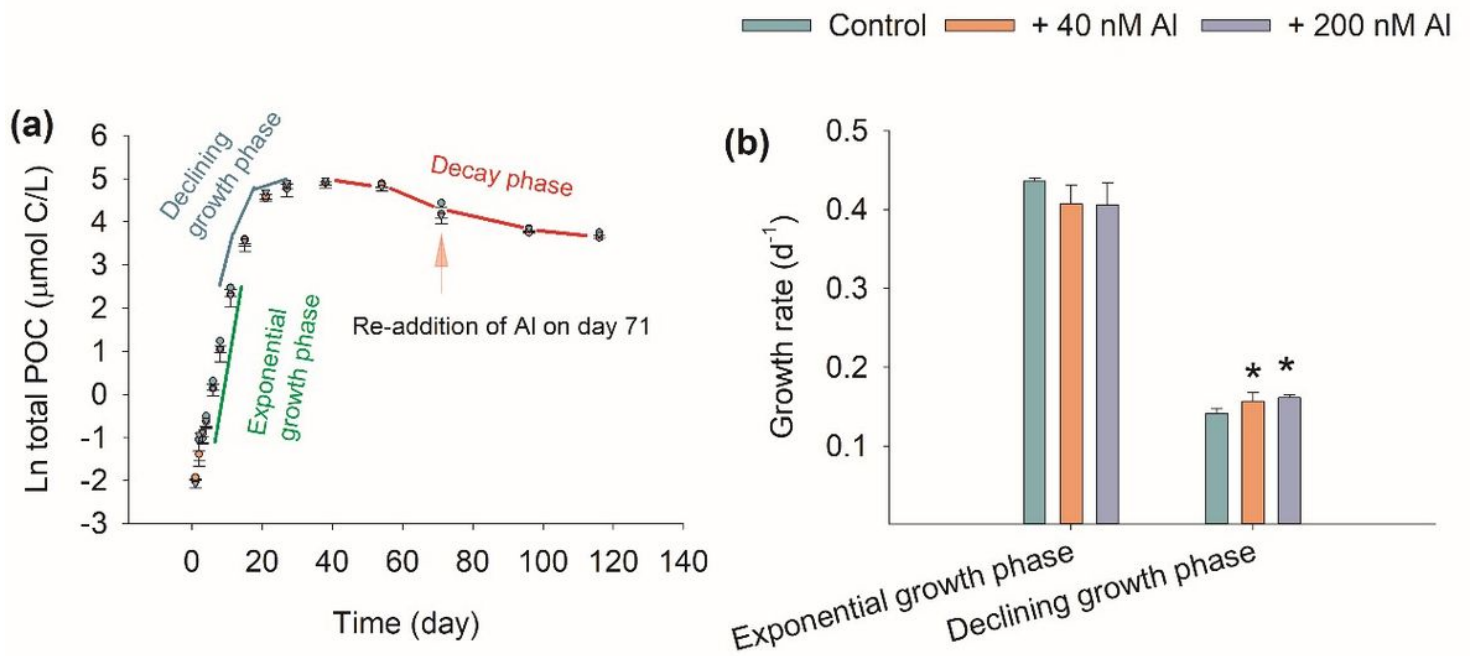 Control + 40 nM Al + 200 nM Al
(a)
6
5
4
3
2
1
0
-1
-2
-3
Ln total POC (μmol C/L)
Declining
growth phase
Decay phase
Exponential
growth phase
Re-addition of Al on day 71
0 20 40 60 80 100 120 140
Time (day)
(b)
0.5
0.4
0.3
0.2
0.1
Growth rate (d⁻¹)
* *
Exponential growth phase
Declining growth phase